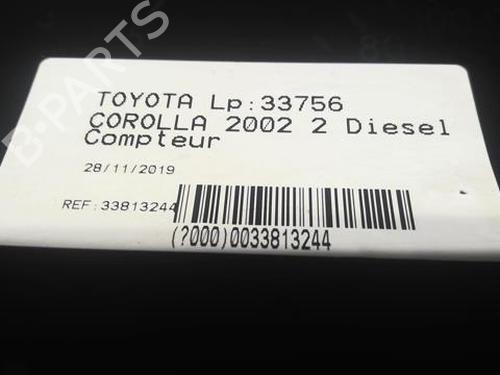 B-PARTS
TOYOTA Lp:33756
COROLLA 2002 2 Diesel
Compteur
28/11/2019
REF:33813244
(?000)0033813244